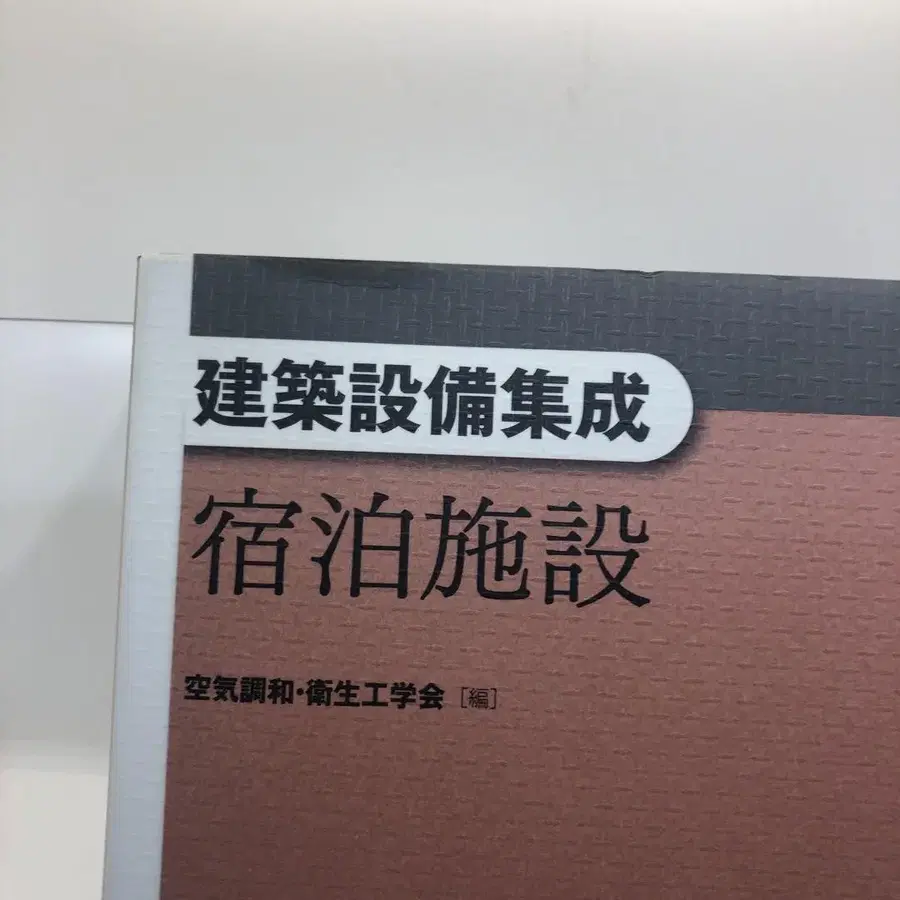 建築設備集成
宿泊施設
空気調和・衛生工学会［編］